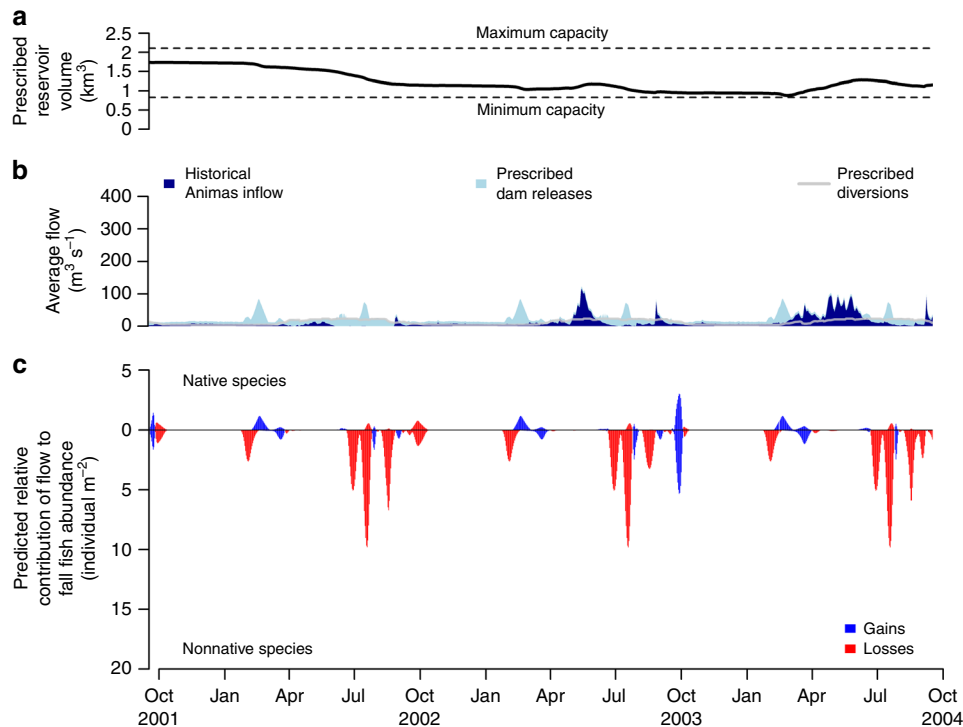 a
Prescribed
reservoir
volume
(km³)
2.5
2
1.5
1
0.5
0
Maximum capacity
Minimum capacity
b
Historical
Animas inflow
Prescribed
dam releases
Prescribed
diversions
Average flow
(m³ s⁻¹)
400
300
200
100
0
c
Predicted relative
contribution of flow to
fall fish abundance
(individual m⁻²)
5
0
5
10
15
20
Native species
Nonnative species
Gains
Losses
Oct Jan Apr Jul Oct Jan Apr Jul Oct Jan Apr Jul Oct
2001 2002 2003 2004